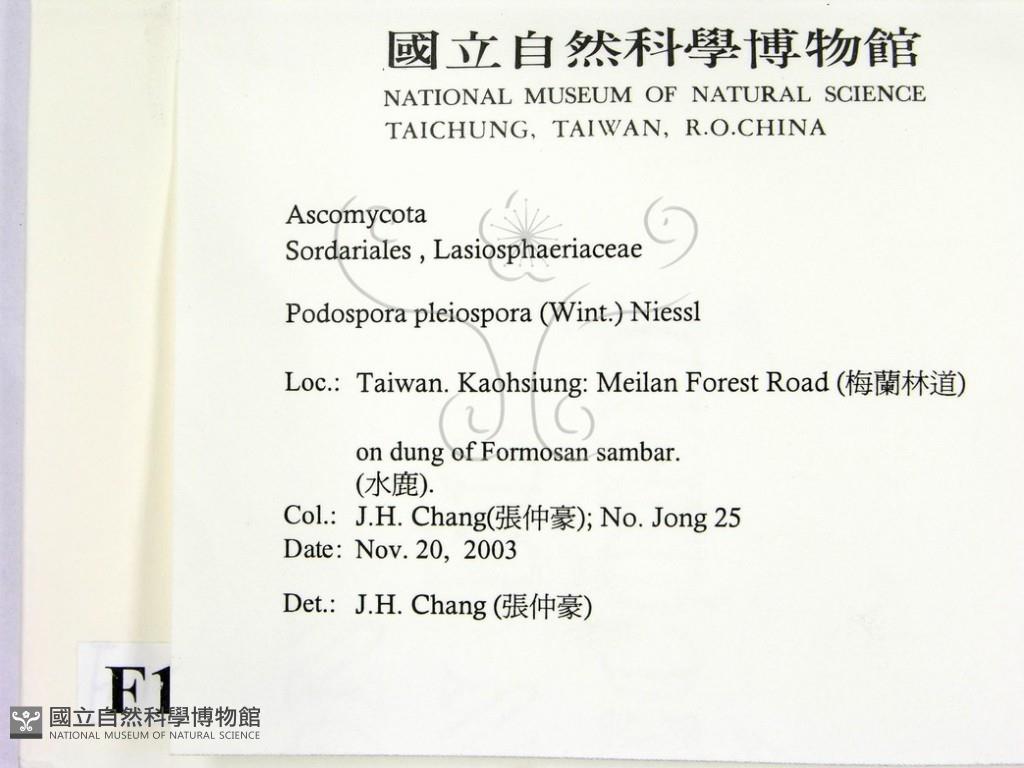 國立自然科學博物館
NATIONAL MUSEUM OF NATURAL SCIENCE
TAICHUNG, TAIWAN, R.O.CHINA
Ascomycota
Sordariales , Lasiosphaeriaceae
Podospora pleiospora (Wint.) Niessl
Loc.: Taiwan. Kaohsiung: Meilan Forest Road (梅蘭林道)
on dung of Formosan sambar.
(水鹿).
Col.: J.H. Chang(張仲豪); No. Jong 25
Date: Nov. 20, 2003
Det.: J.H. Chang (張仲豪)
F1
國立自然科學博物館
NATIONAL MUSEUM OF NATURAL SCIENCE